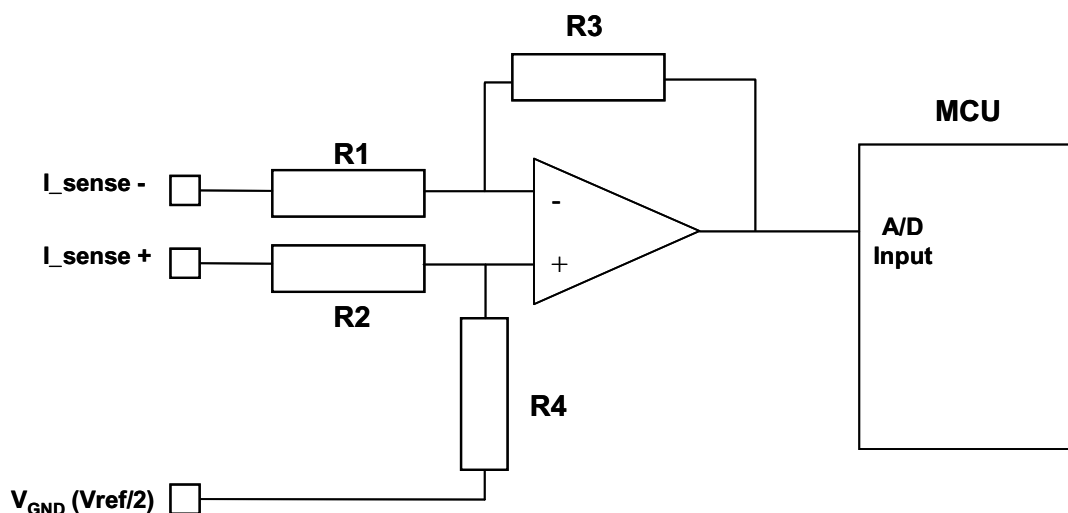 R3
MCU
R1
I_sense -
-
A/D
Input
I_sense +
+
R2
R4
VGND (Vref/2)